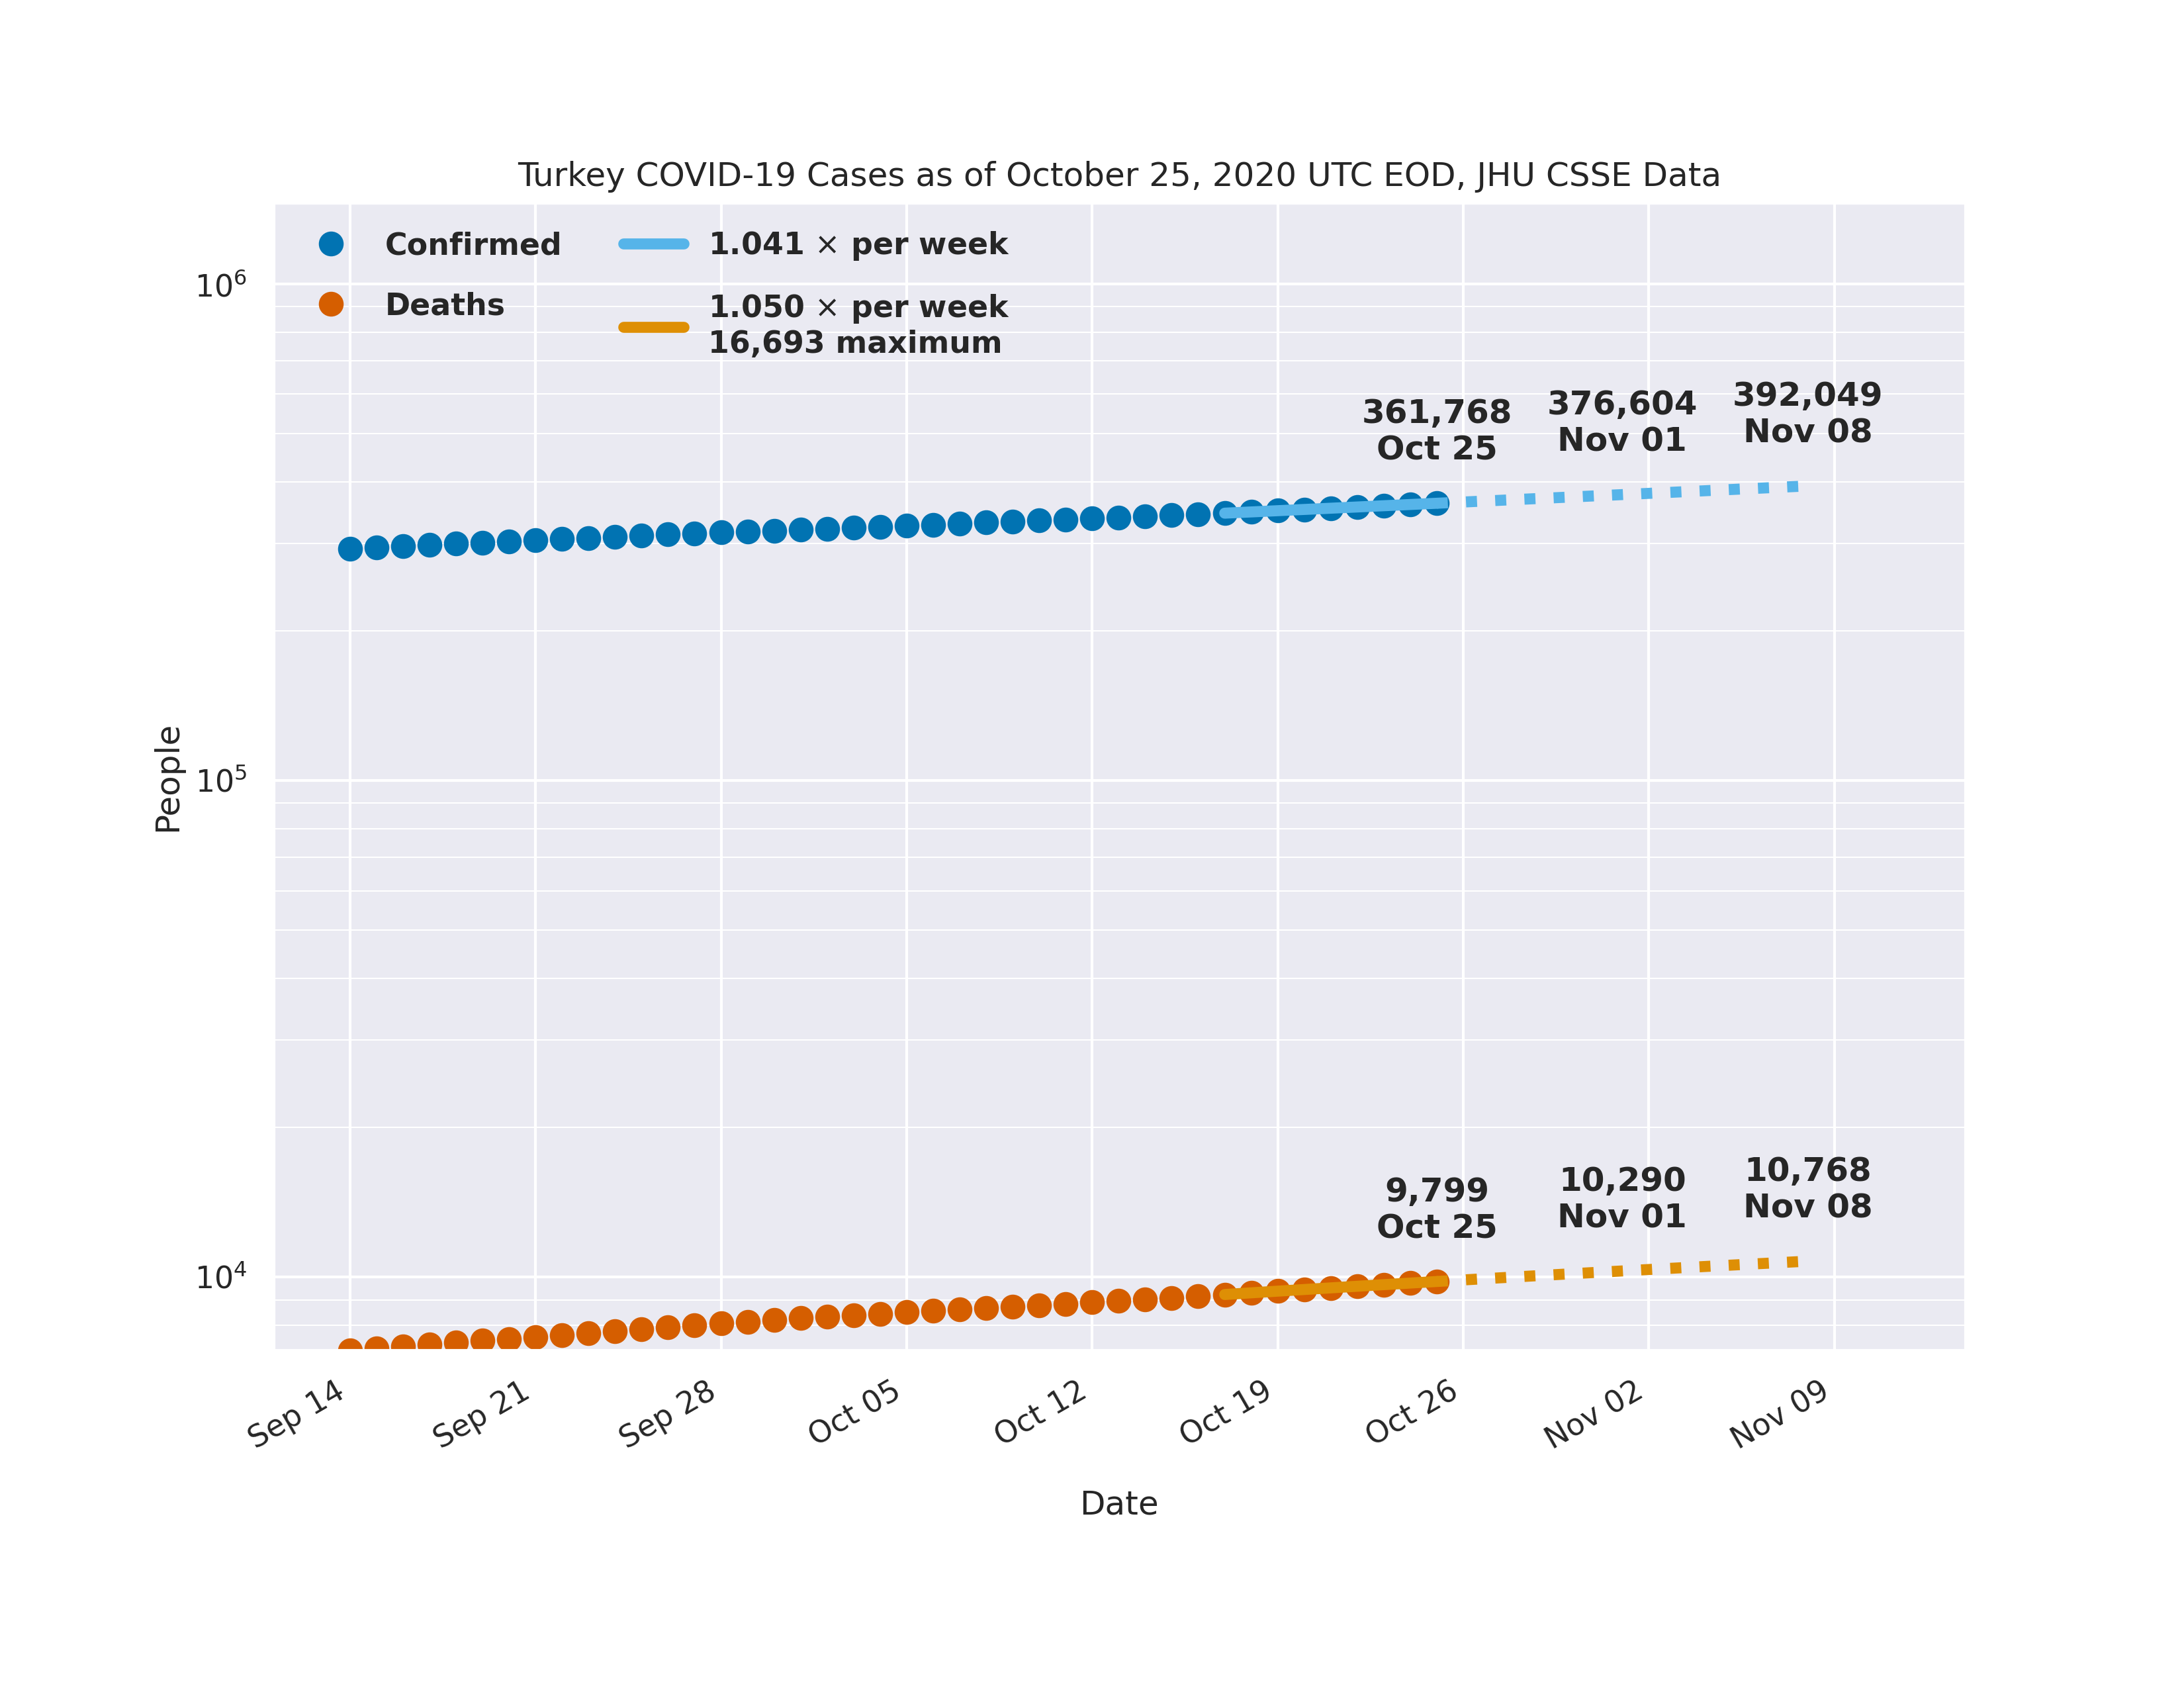 Turkey COVID-19 Cases as of October 25, 2020 UTC EOD, JHU CSSE Data
Confirmed
Deaths
1.041 × per week
1.050 × per week
16,693 maximum
361,768
Oct 25
376,604
Nov 01
392,049
Nov 08
9,799
Oct 25
10,290
Nov 01
10,768
Nov 08
People
10⁶
10⁵
10⁴
Sep 14
Sep 21
Sep 28
Oct 05
Oct 12
Oct 19
Oct 26
Nov 02
Nov 09
Date